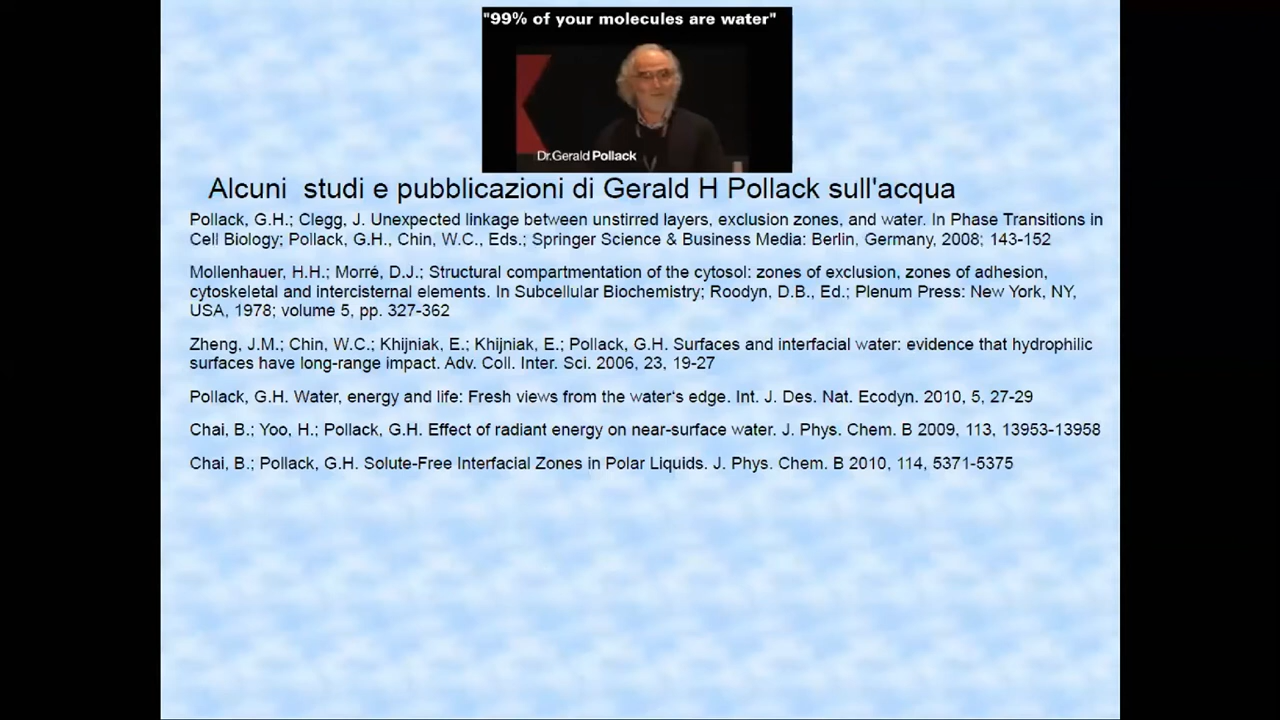 "99% of your molecules are water"
Dr.Gerald Pollack
Alcuni  studi e pubblicazioni di Gerald H Pollack sull'acqua
Pollack, G.H.; Clegg, J. Unexpected linkage between unstirred layers, exclusion zones, and water. In Phase Transitions in
Cell Biology; Pollack, G.H., Chin, W.C., Eds.; Springer Science & Business Media: Berlin, Germany, 2008; 143-152
Mollenhauer, H.H.; Morré, D.J.; Structural compartmentation of the cytosol: zones of exclusion, zones of adhesion,
cytoskeletal and intercisternal elements. In Subcellular Biochemistry; Roodyn, D.B., Ed.; Plenum Press: New York, NY,
USA, 1978; volume 5, pp. 327-362
Zheng, J.M.; Chin, W.C.; Khijniak, E.; Khijniak, E.; Pollack, G.H. Surfaces and interfacial water: evidence that hydrophilic
surfaces have long-range impact. Adv. Coll. Inter. Sci. 2006, 23, 19-27
Pollack, G.H. Water, energy and life: Fresh views from the water's edge. Int. J. Des. Nat. Ecodyn. 2010, 5, 27-29
Chai, B.; Yoo, H.; Pollack, G.H. Effect of radiant energy on near-surface water. J. Phys. Chem. B 2009, 113, 13953-13958
Chai, B.; Pollack, G.H. Solute-Free Interfacial Zones in Polar Liquids. J. Phys. Chem. B 2010, 114, 5371-5375